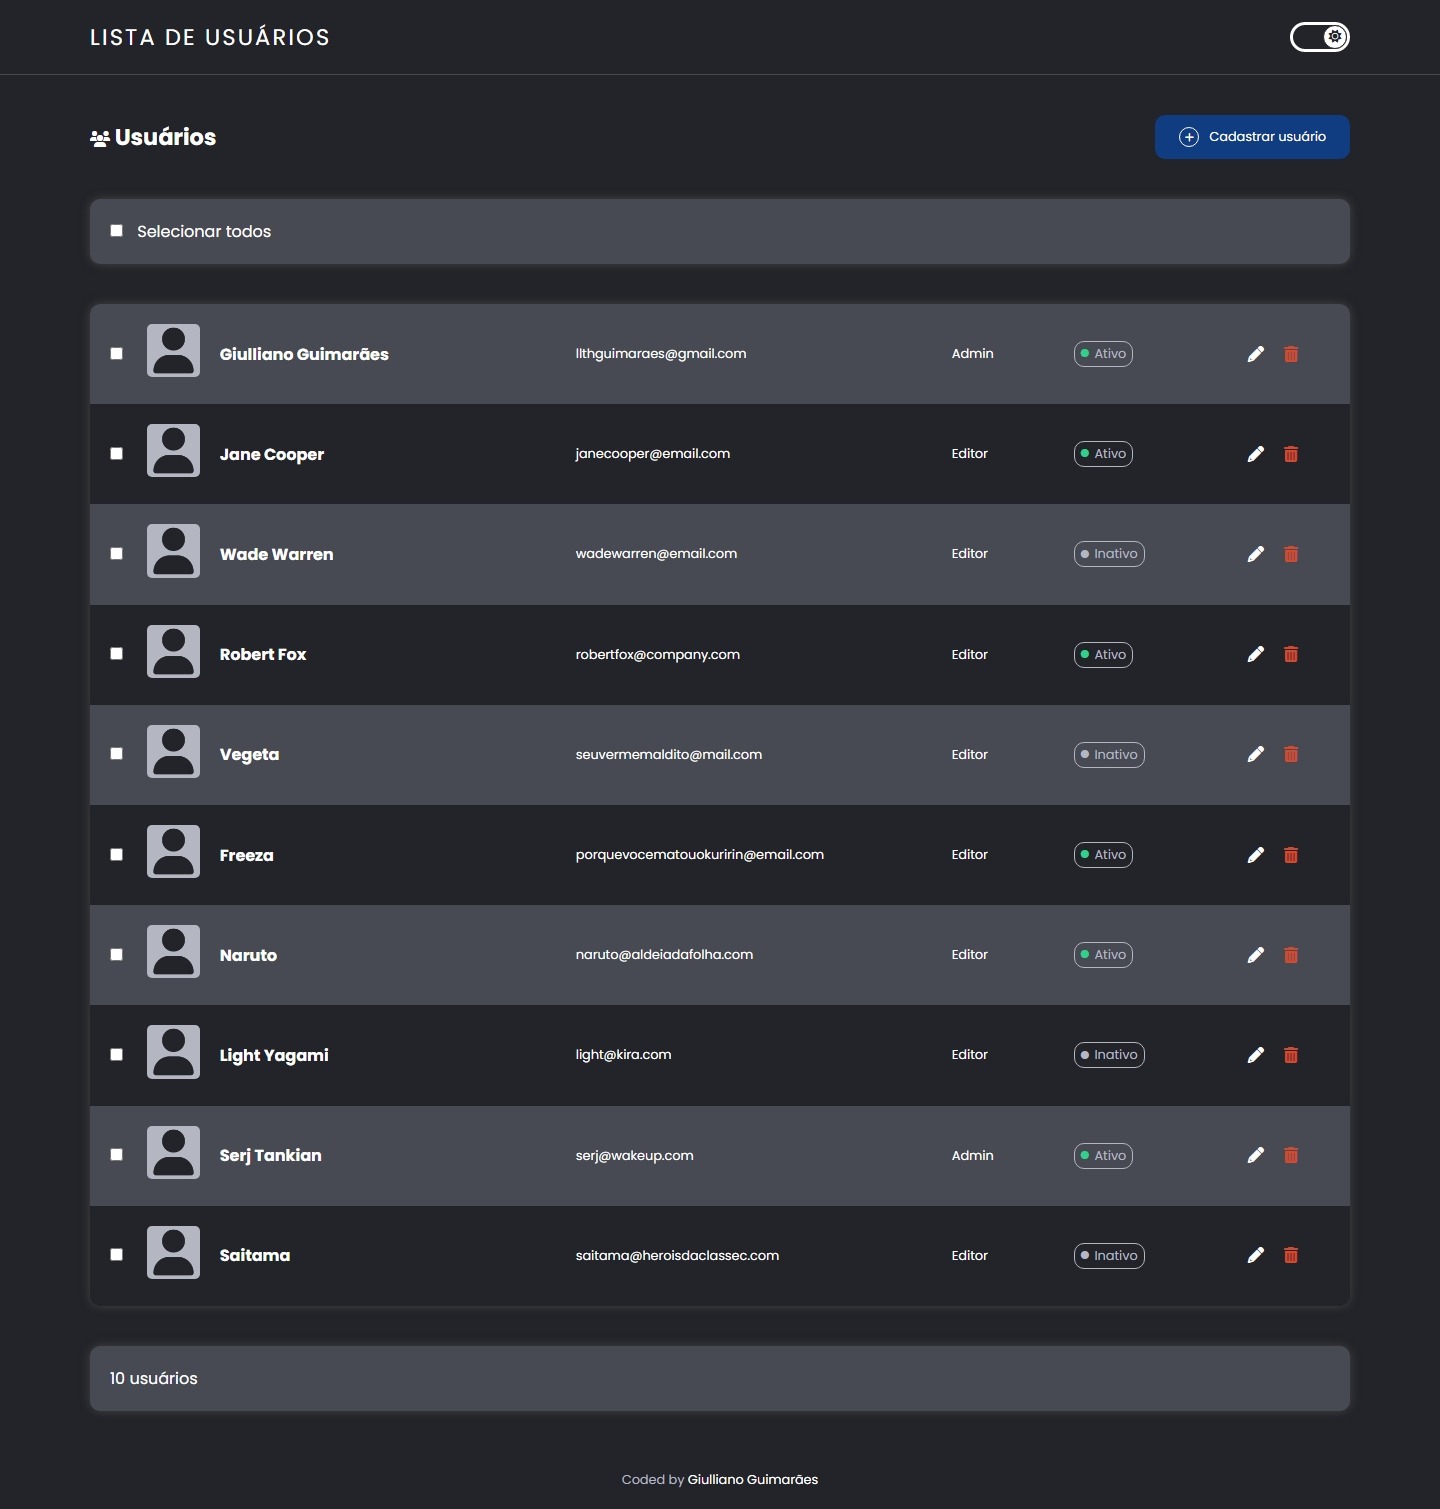 LISTA DE USUÁRIOS
Usuários
Cadastrar usuário
Selecionar todos
Giulliano Guimarães llthguimaraes@gmail.com Admin Ativo
Jane Cooper janecooper@email.com Editor Ativo
Wade Warren wadewarren@email.com Editor Inativo
Robert Fox robertfox@company.com Editor Ativo
Vegeta seuvermemaldito@mail.com Editor Inativo
Freeza porquevocematouokuririn@email.com Editor Ativo
Naruto naruto@aldeiadafolha.com Editor Ativo
Light Yagami light@kira.com Editor Inativo
Serj Tankian serj@wakeup.com Admin Ativo
Saitama saitama@heroisdaclassec.com Editor Inativo
10 usuários
Coded by Giulliano Guimarães